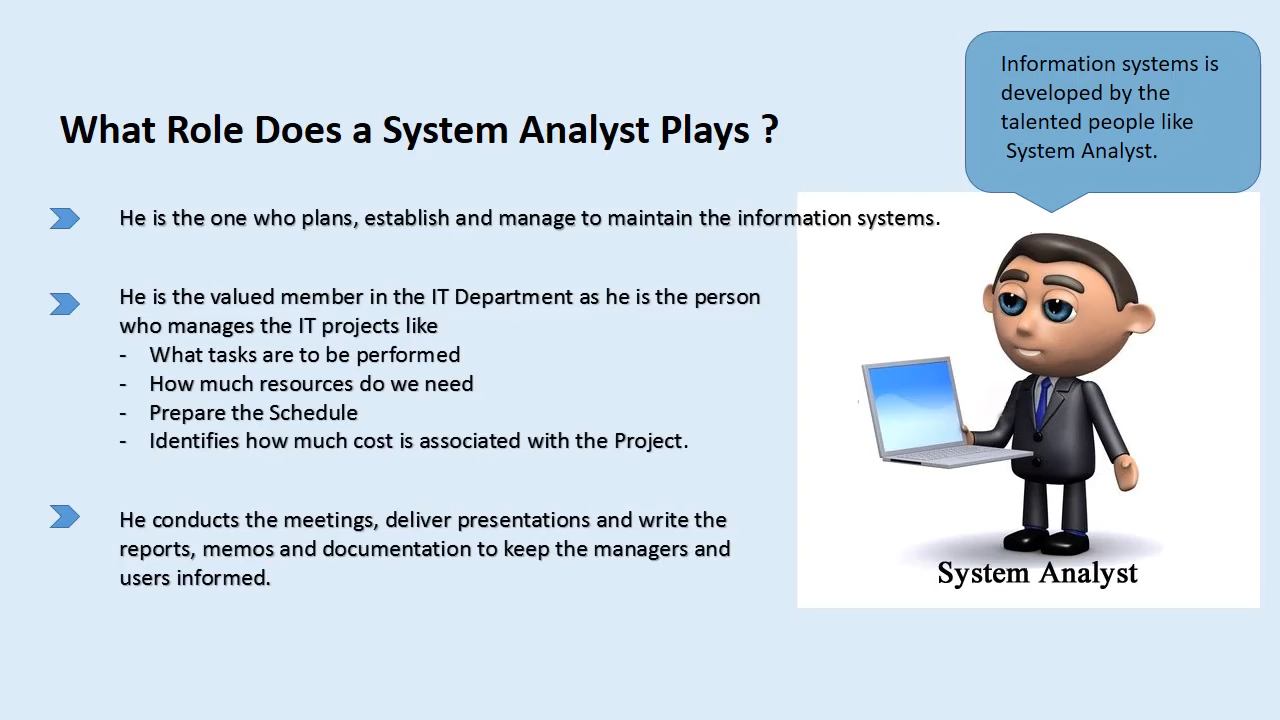 Information systems is
developed by the
talented people like
System Analyst.
What Role Does a System Analyst Plays ?
He is the one who plans, establish and manage to maintain the information systems.
He is the valued member in the IT Department as he is the person
who manages the IT projects like
- What tasks are to be performed
- How much resources do we need
- Prepare the Schedule
- Identifies how much cost is associated with the Project.
He conducts the meetings, deliver presentations and write the
reports, memos and documentation to keep the managers and
users informed.
System Analyst